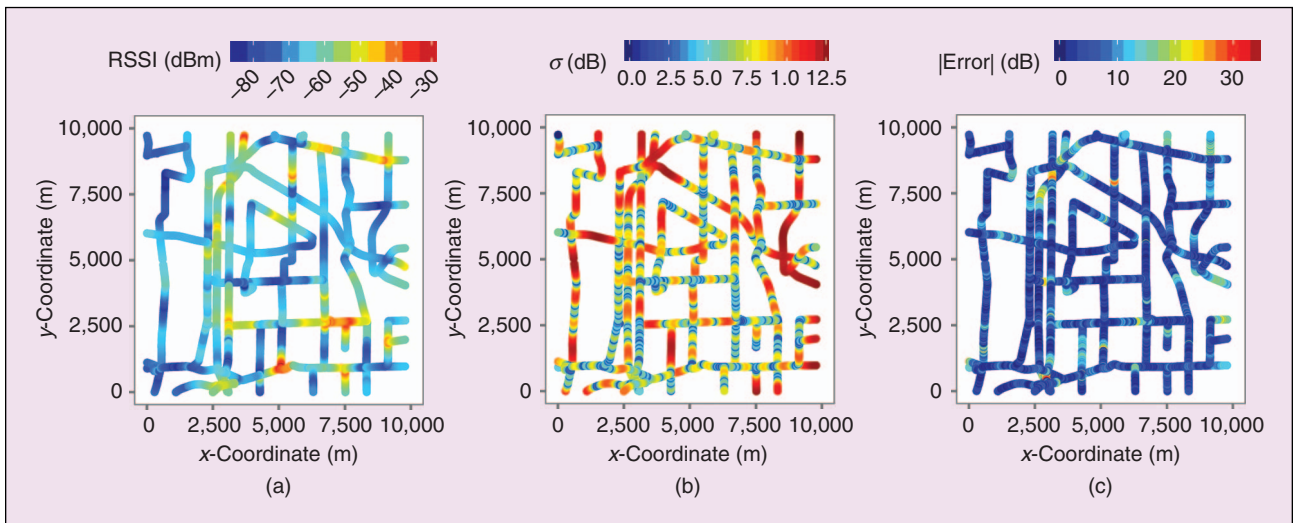 RSSI (dBm)
–80 –70 –60 –50 –40 –30
10,000
7,500
5,000
2,500
0
y-Coordinate (m)
0 2,500 5,000 7,500 10,000
x-Coordinate (m)
(a)
σ (dB)
0.0 2.5 5.0 7.5 1.0 12.5
10,000
7,500
5,000
2,500
0
y-Coordinate (m)
0 2,500 5,000 7,500 10,000
x-Coordinate (m)
(b)
|Error| (dB)
0 10 20 30
10,000
7,500
5,000
2,500
0
y-Coordinate (m)
0 2,500 5,000 7,500 10,000
x-Coordinate (m)
(c)